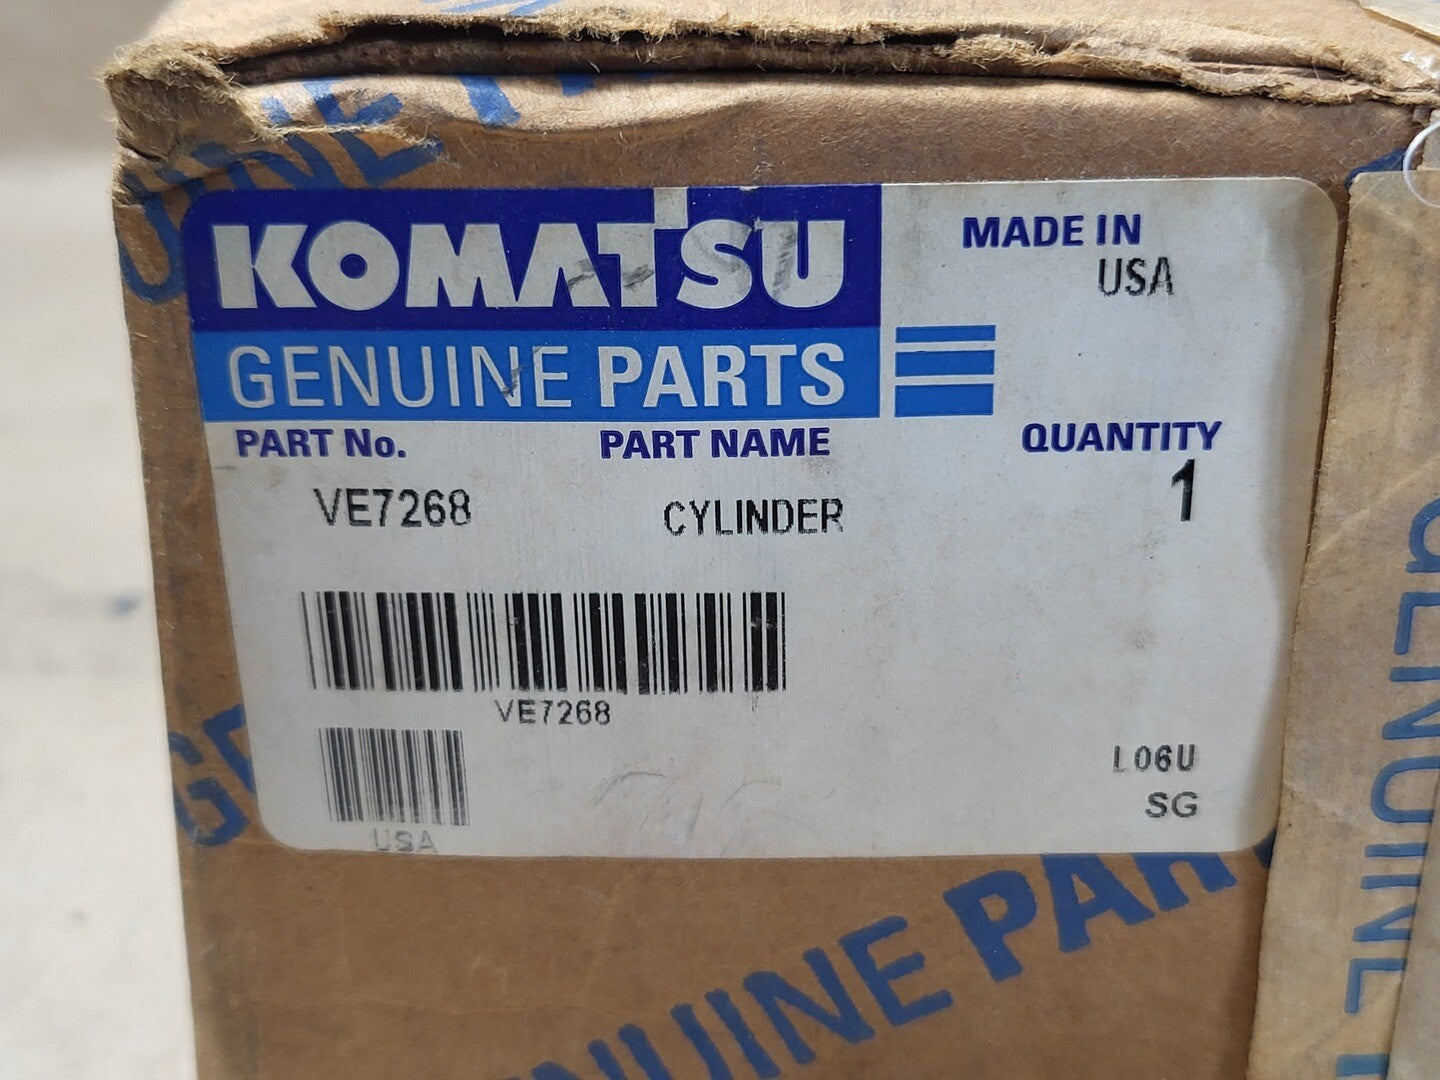 KOMATSU
GENUINE PARTS
MADE IN
USA
PART No.
PART NAME
QUANTITY
VE7268
CYLINDER
1
VE7268
L06U
SG
USA
GENUINE
NUINE PAR